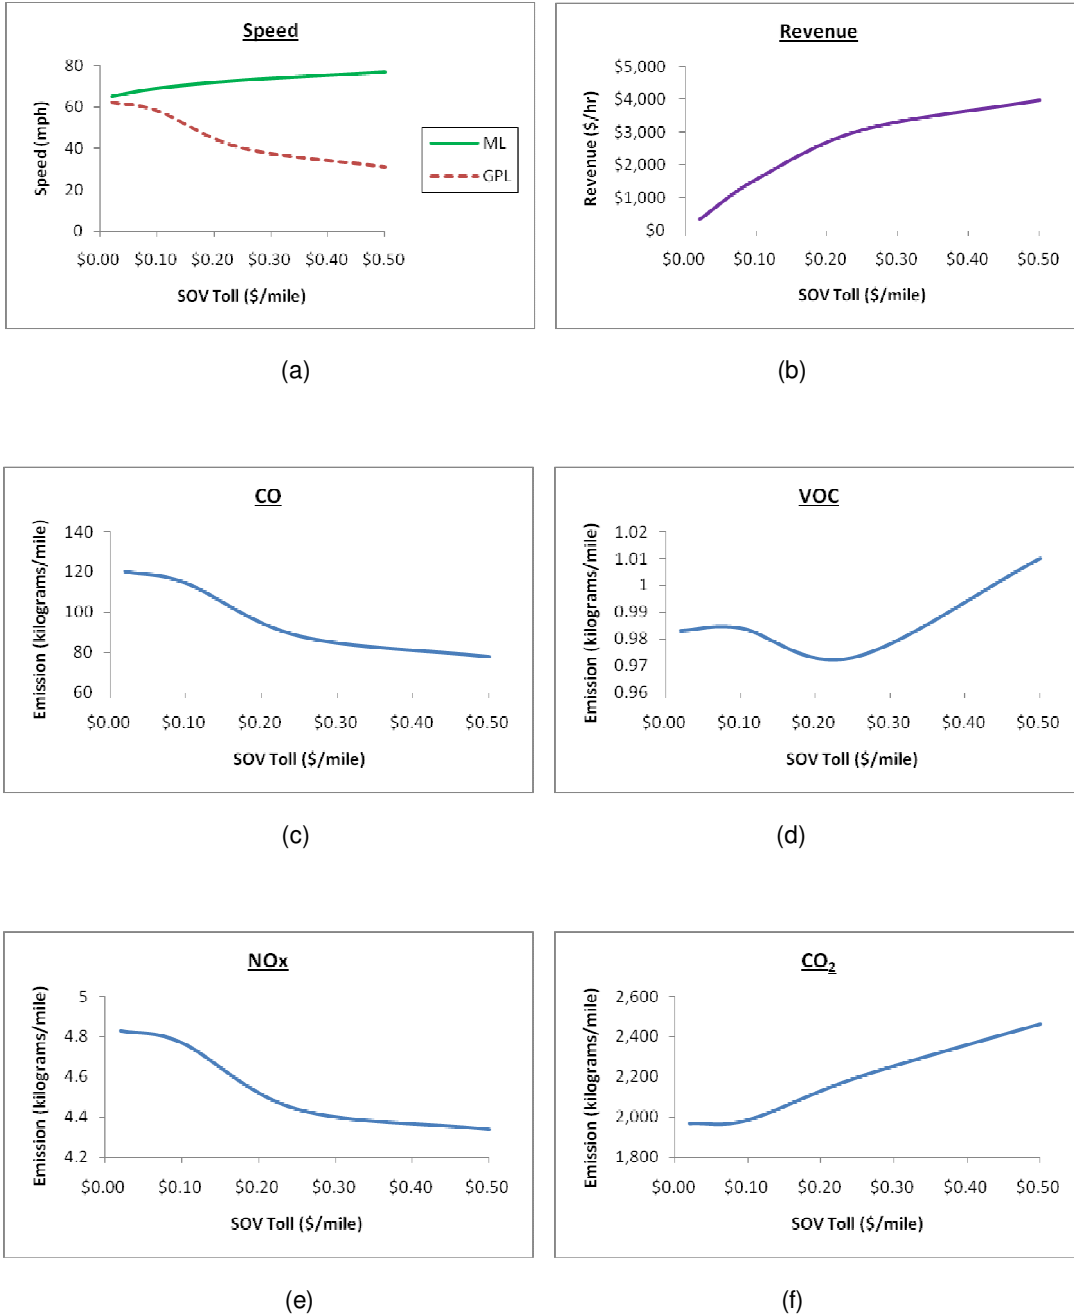 Speed
80
60
40
20
0
Speed (mph)
$0.00 $0.10 $0.20 $0.30 $0.40 $0.50
SOV Toll ($/mile)
ML
GPL
(a)
Revenue
$5,000
$4,000
$3,000
$2,000
$1,000
$0
Revenue ($/hr)
$0.00 $0.10 $0.20 $0.30 $0.40 $0.50
SOV Toll ($/mile)
(b)
CO
140
120
100
80
60
Emission (kilograms/mile)
$0.00 $0.10 $0.20 $0.30 $0.40 $0.50
SOV Toll ($/mile)
(c)
VOC
1.02
1.01
1
0.99
0.98
0.97
0.96
Emission (kilograms/mile)
$0.00 $0.10 $0.20 $0.30 $0.40 $0.50
SOV Toll ($/mile)
(d)
NOx
5
4.8
4.6
4.4
4.2
Emission (kilograms/mile)
$0.00 $0.10 $0.20 $0.30 $0.40 $0.50
SOV Toll ($/mile)
(e)
CO₂
2,600
2,400
2,200
2,000
1,800
Emission (kilograms/mile)
$0.00 $0.10 $0.20 $0.30 $0.40 $0.50
SOV Toll ($/mile)
(f)